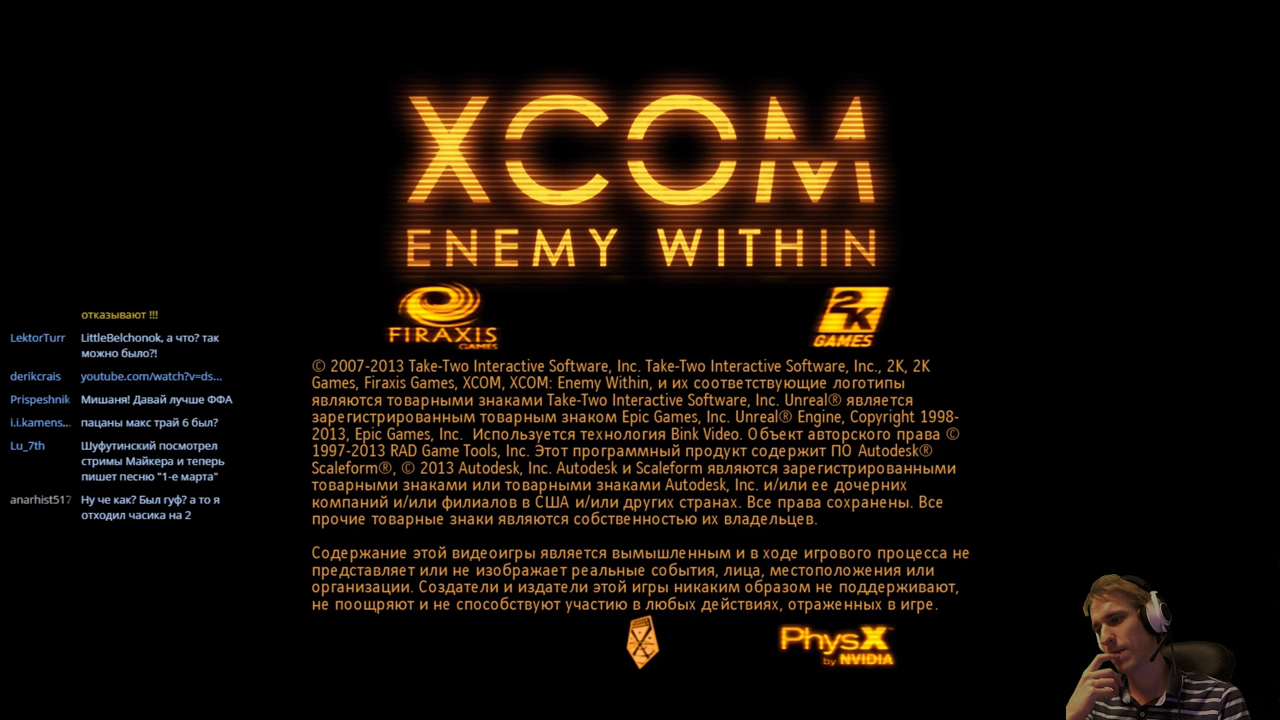 XCOM
ENEMY WITHIN
FIRAXIS
GAMES
2K
GAMES
© 2007-2013 Take-Two Interactive Software, Inc. Take-Two Interactive Software, Inc., 2K, 2K
Games, Firaxis Games, XCOM, XCOM: Enemy Within, и их соответствующие логотипы
являются товарными знаками Take-Two Interactive Software, Inc. Unreal® является
зарегистрированным товарным знаком Epic Games, Inc. Unreal® Engine, Copyright 1998-
2013, Epic Games, Inc. Используется технология Bink Video. Объект авторского права ©
1997-2013 RAD Game Tools, Inc. Этот программный продукт содержит ПО Autodesk®
Scaleform®, © 2013 Autodesk, Inc. Autodesk и Scaleform являются зарегистрированными
товарными знаками или товарными знаками Autodesk, Inc. и/или ее дочерних
компаний и/или филиалов в США и/или других странах. Все права сохранены. Все
прочие товарные знаки являются собственностью их владельцев.
Содержание этой видеоигры является вымышленным и в ходе игрового процесса не
представляет или не изображает реальные события, лица, местоположения или
организации. Создатели и издатели этой игры никаким образом не поддерживают,
не поощряют и не способствуют участию в любых действиях, отраженных в игре.
PhysX
by NVIDIA
отказывают !!!
LektorTurr LittleBelchonok, а что? так
можно было?!
derikcrais youtube.com/watch?v=ds...
Prispeshnik Мишаня! Давай лучше ФФА
i.i.kamens... пацаны макс трай 6 был?
Lu_7th Шуфутинский посмотрел
стримы Майкера и теперь
пишет песню "1-е марта"
anarhist517 Ну че как? Был гуф? а то я
отходил часика на 2